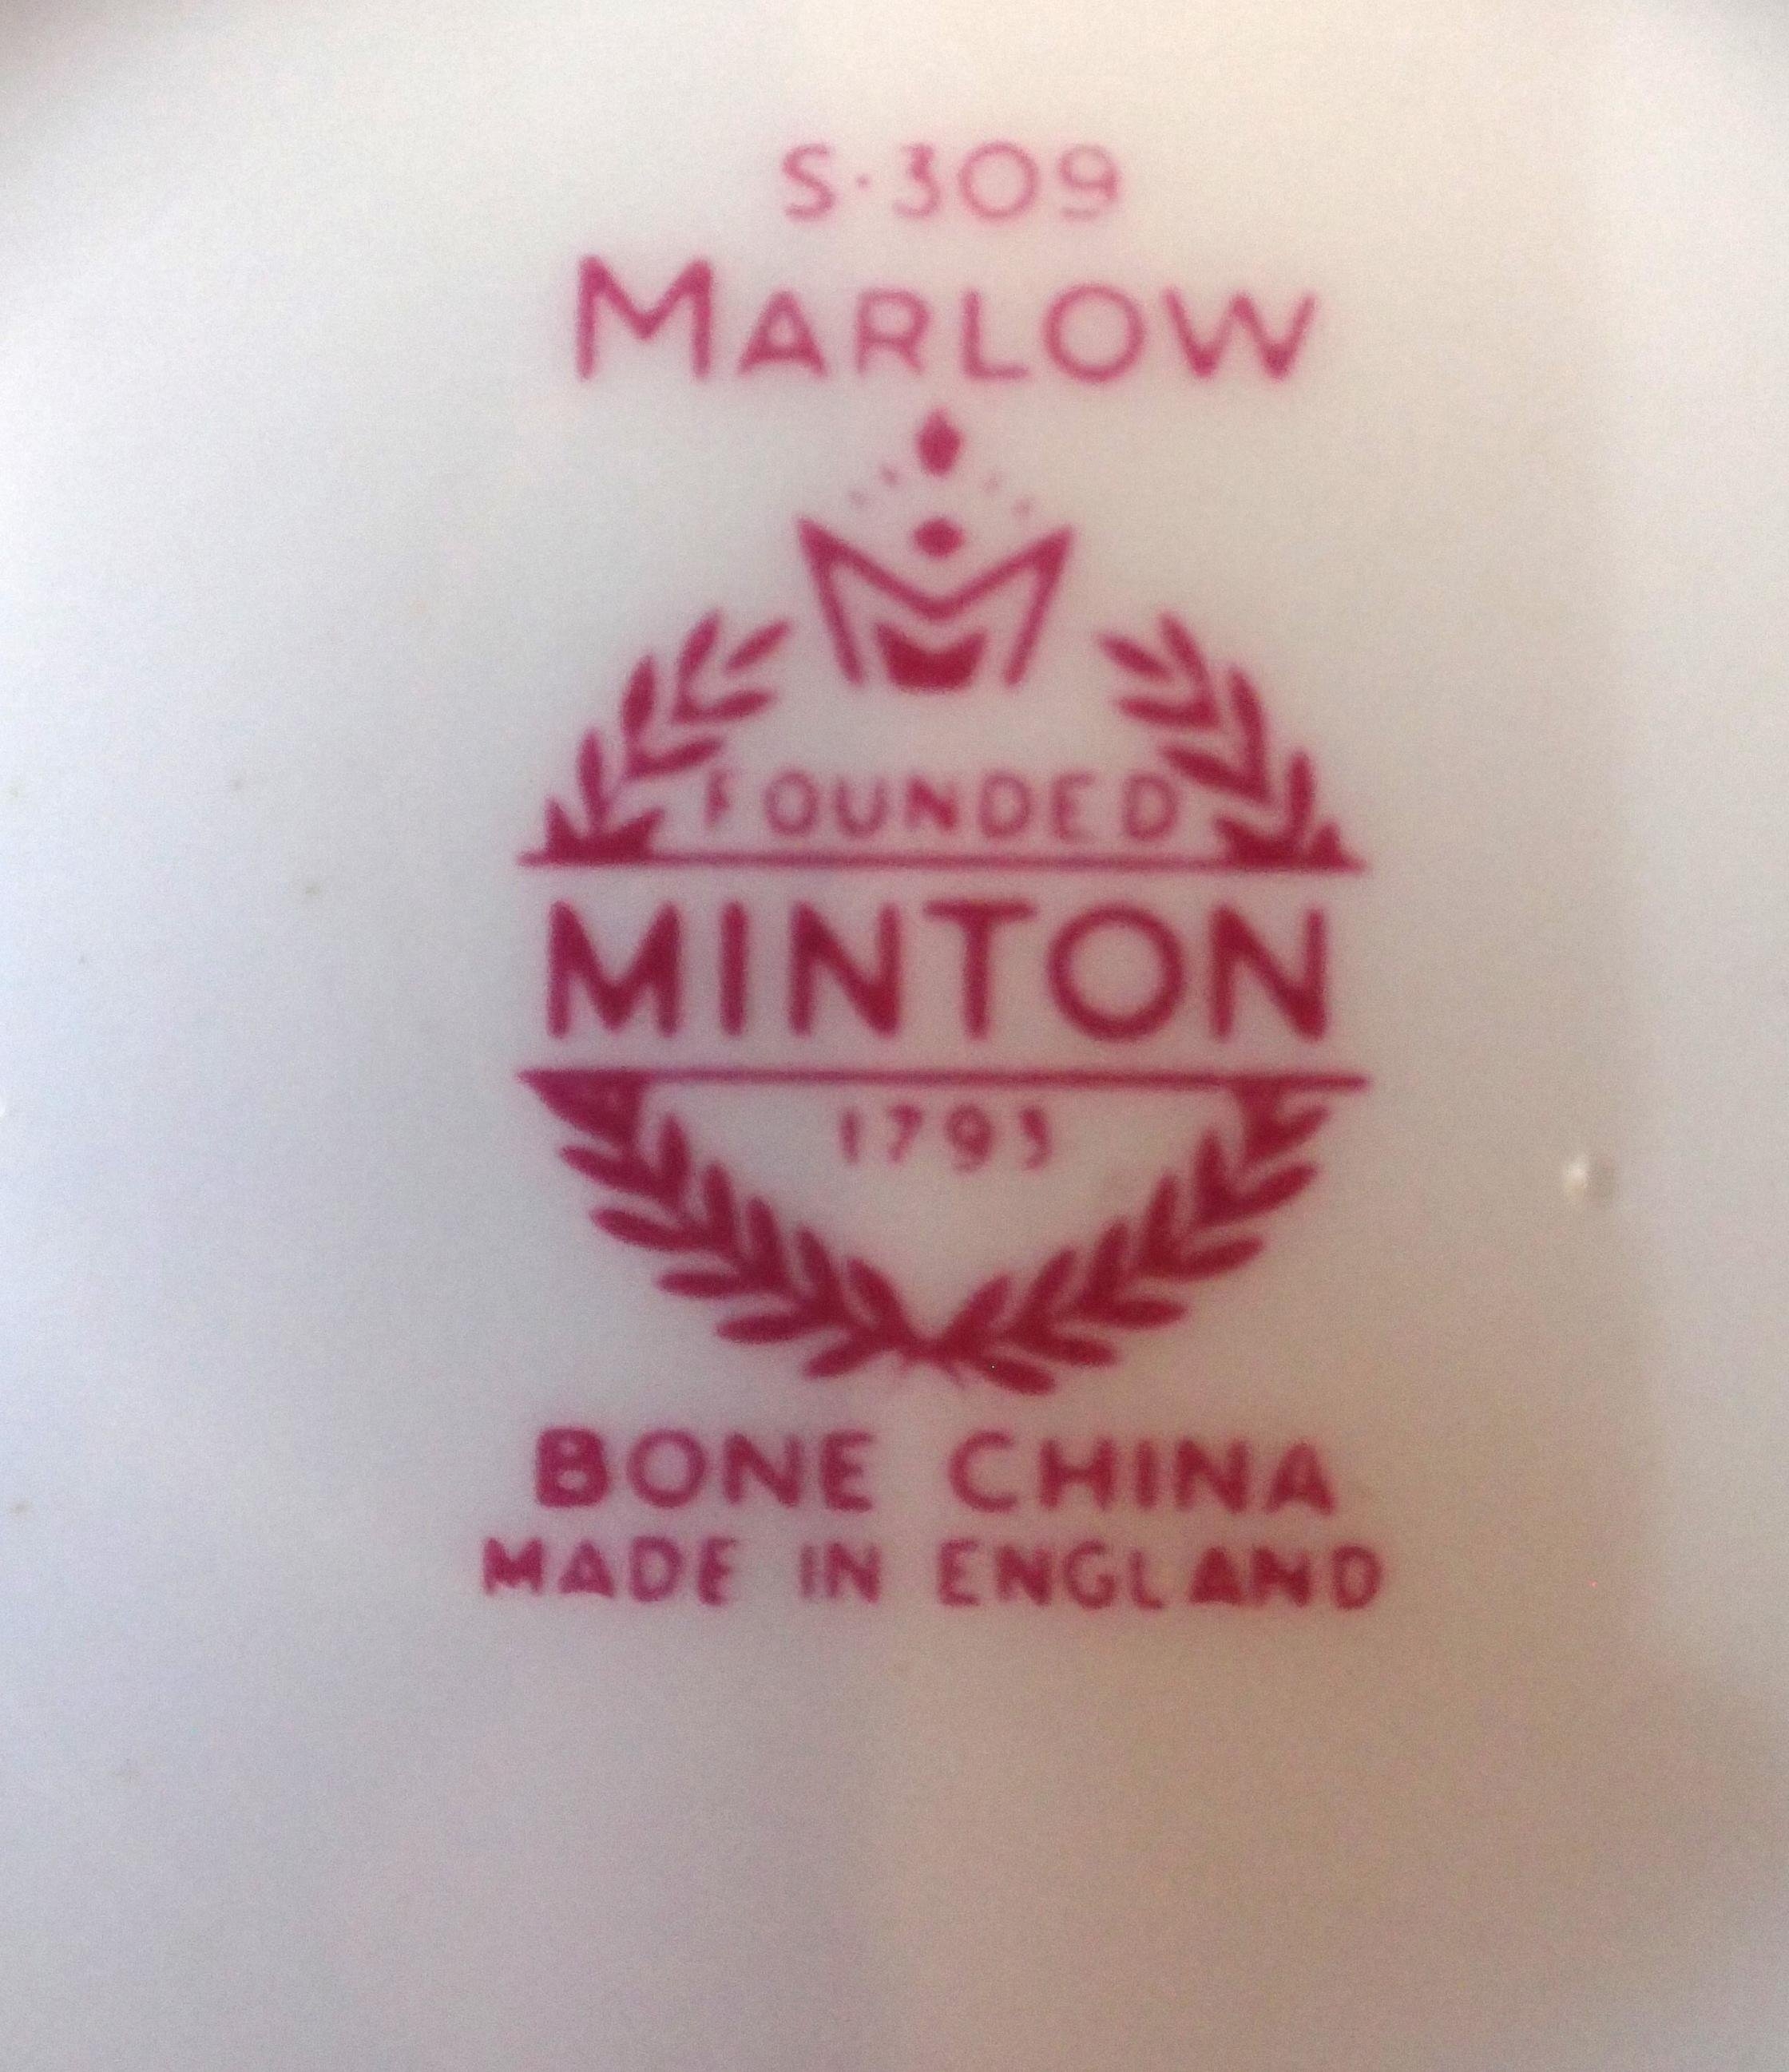 S·309
MARLOW
FOUNDED
MINTON
1793
BONE CHINA
MADE IN ENGLAND